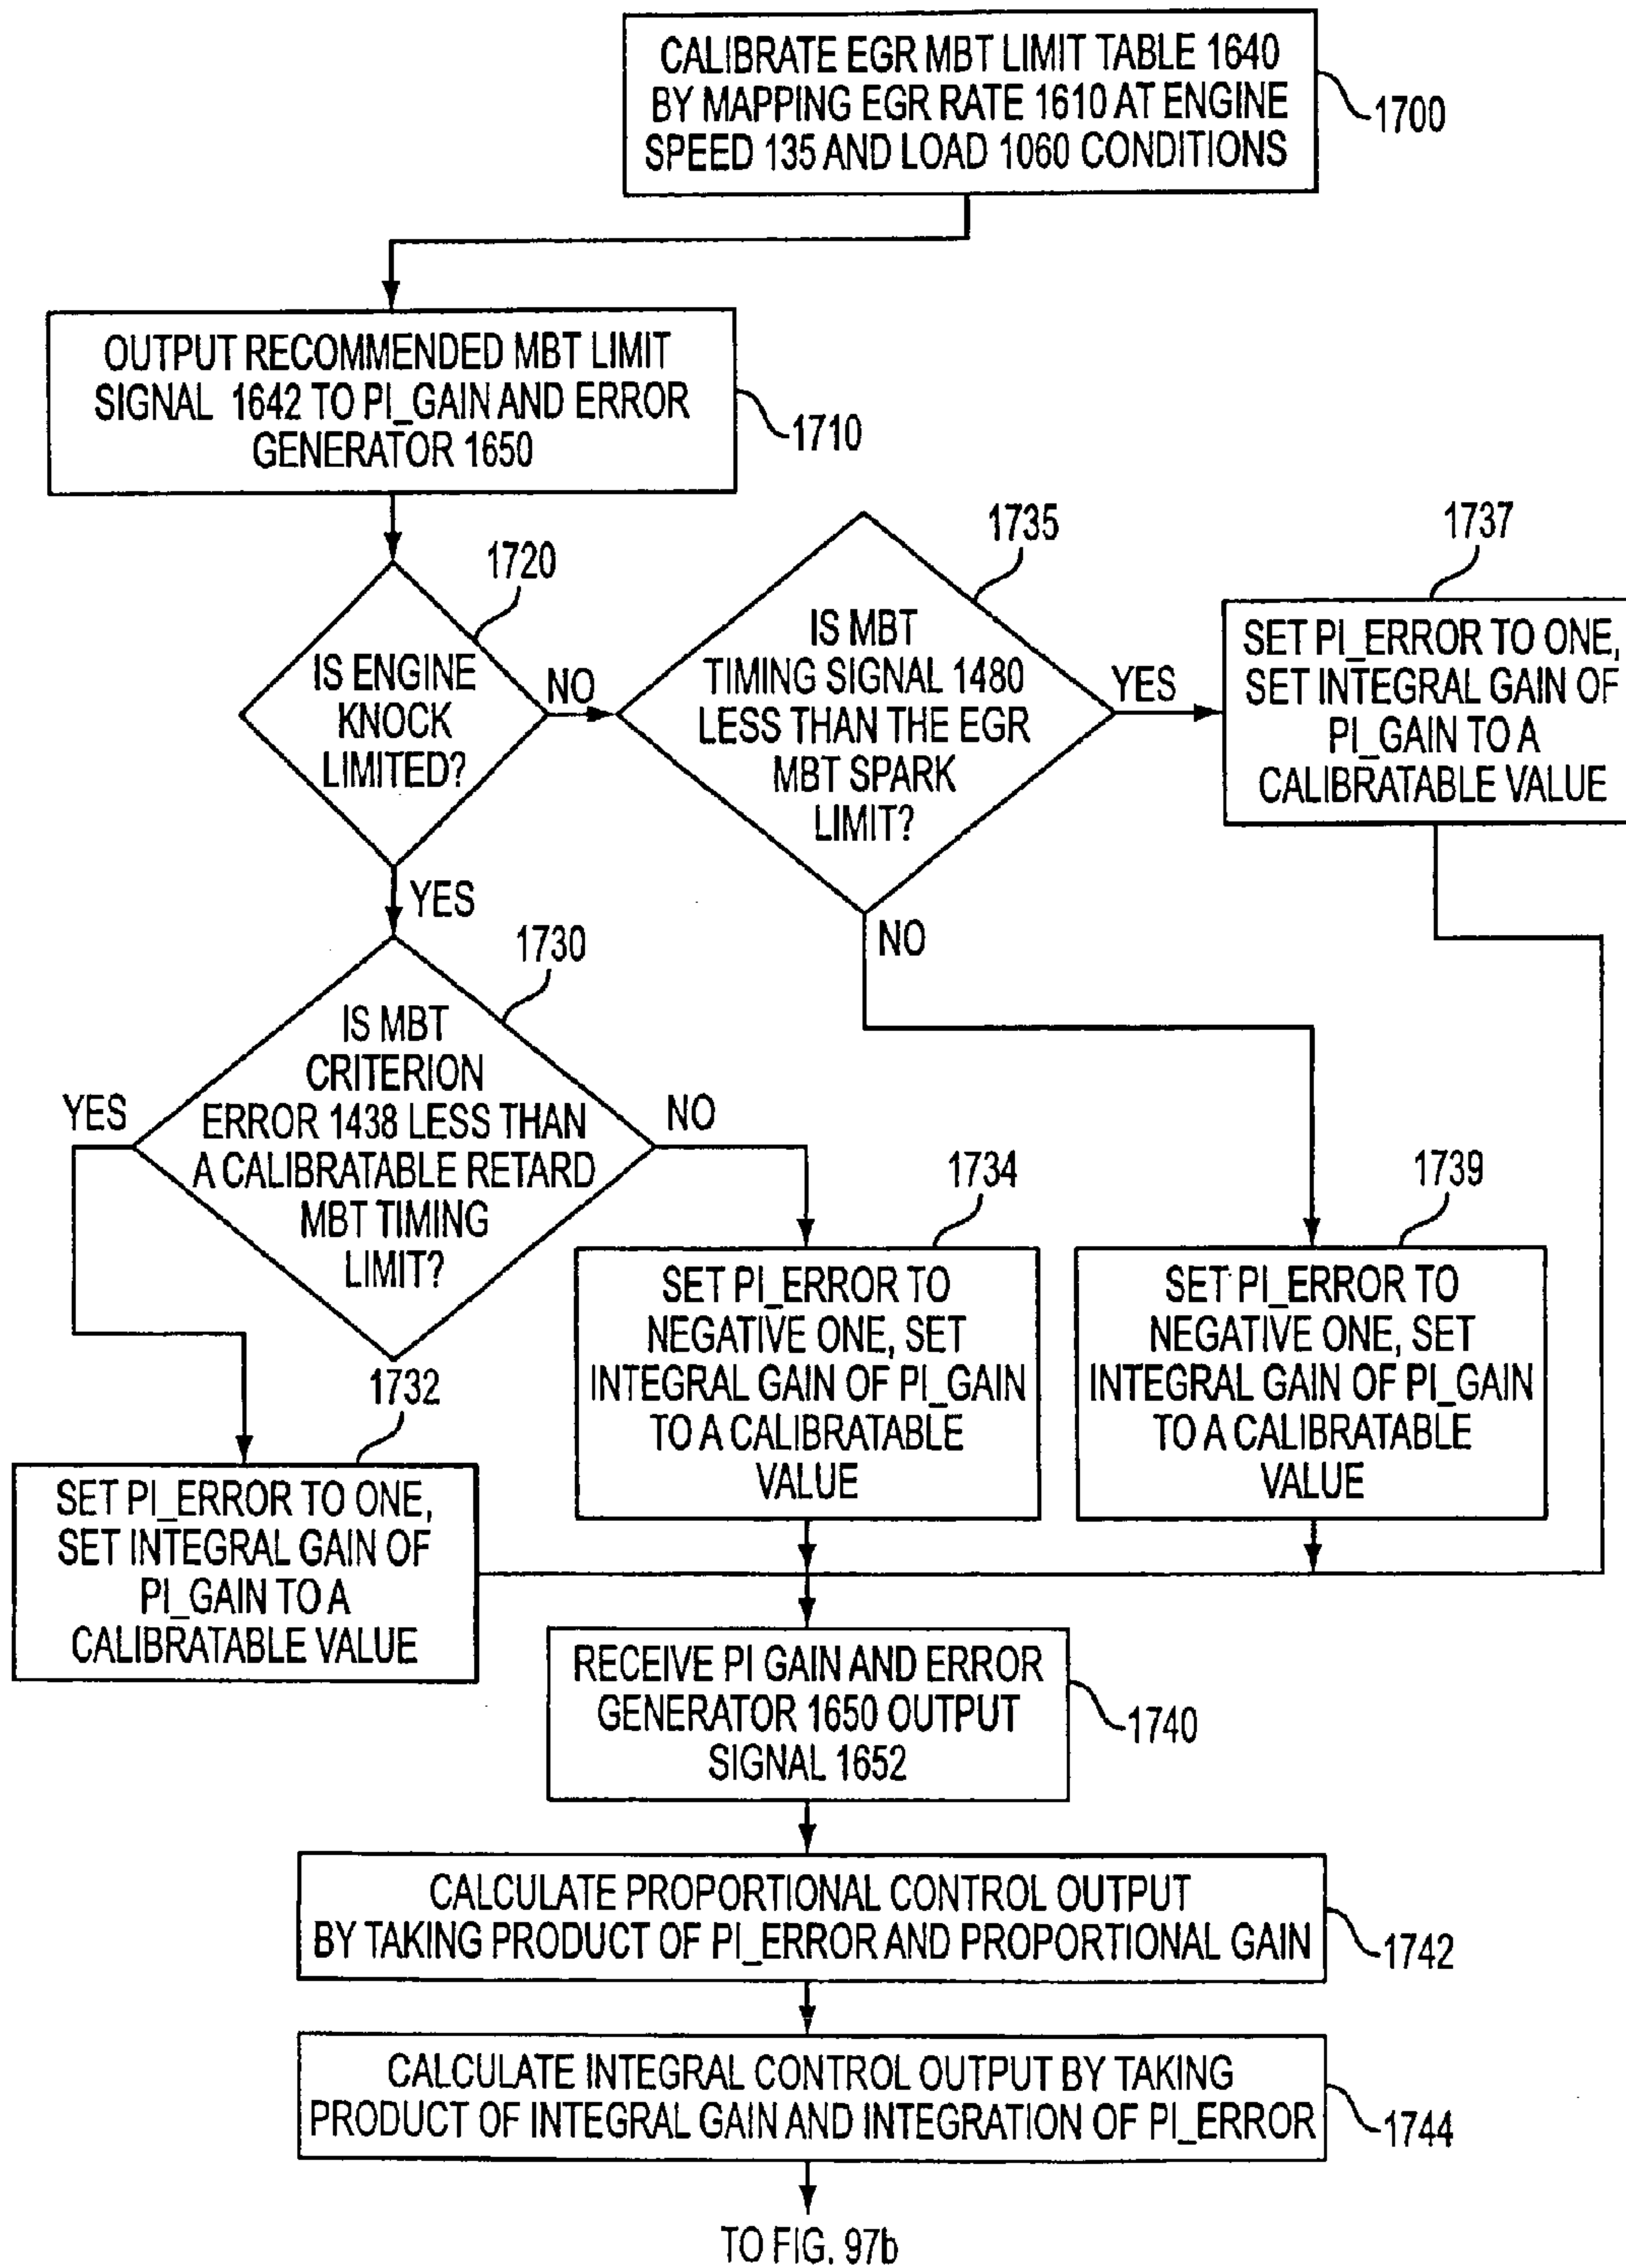 CALIBRATE EGR MBT LIMIT TABLE 1640
BY MAPPING EGR RATE 1610 AT ENGINE
SPEED 135 AND LOAD 1060 CONDITIONS
1700
OUTPUT RECOMMENDED MBT LIMIT
SIGNAL 1642 TO PI_GAIN AND ERROR
GENERATOR 1650
1710
1720
IS ENGINE
KNOCK
LIMITED?
NO
YES
1735
IS MBT
TIMING SIGNAL 1480
LESS THAN THE EGR
MBT SPARK
LIMIT?
YES
NO
1737
SET PI_ERROR TO ONE,
SET INTEGRAL GAIN OF
PI_GAIN TO A
CALIBRATABLE VALUE
1730
IS MBT
CRITERION
ERROR 1438 LESS THAN
A CALIBRATABLE RETARD
MBT TIMING
LIMIT?
YES
NO
1734
SET PI_ERROR TO
NEGATIVE ONE, SET
INTEGRAL GAIN OF PI_GAIN
TO A CALIBRATABLE
VALUE
1739
SET PI_ERROR TO
NEGATIVE ONE, SET
INTEGRAL GAIN OF PI_GAIN
TO A CALIBRATABLE
VALUE
1732
SET PI_ERROR TO ONE,
SET INTEGRAL GAIN OF
PI_GAIN TO A
CALIBRATABLE VALUE
RECEIVE PI GAIN AND ERROR
GENERATOR 1650 OUTPUT
SIGNAL 1652
1740
CALCULATE PROPORTIONAL CONTROL OUTPUT
BY TAKING PRODUCT OF PI_ERROR AND PROPORTIONAL GAIN
1742
CALCULATE INTEGRAL CONTROL OUTPUT BY TAKING
PRODUCT OF INTEGRAL GAIN AND INTEGRATION OF PI_ERROR
1744
TO FIG. 97b